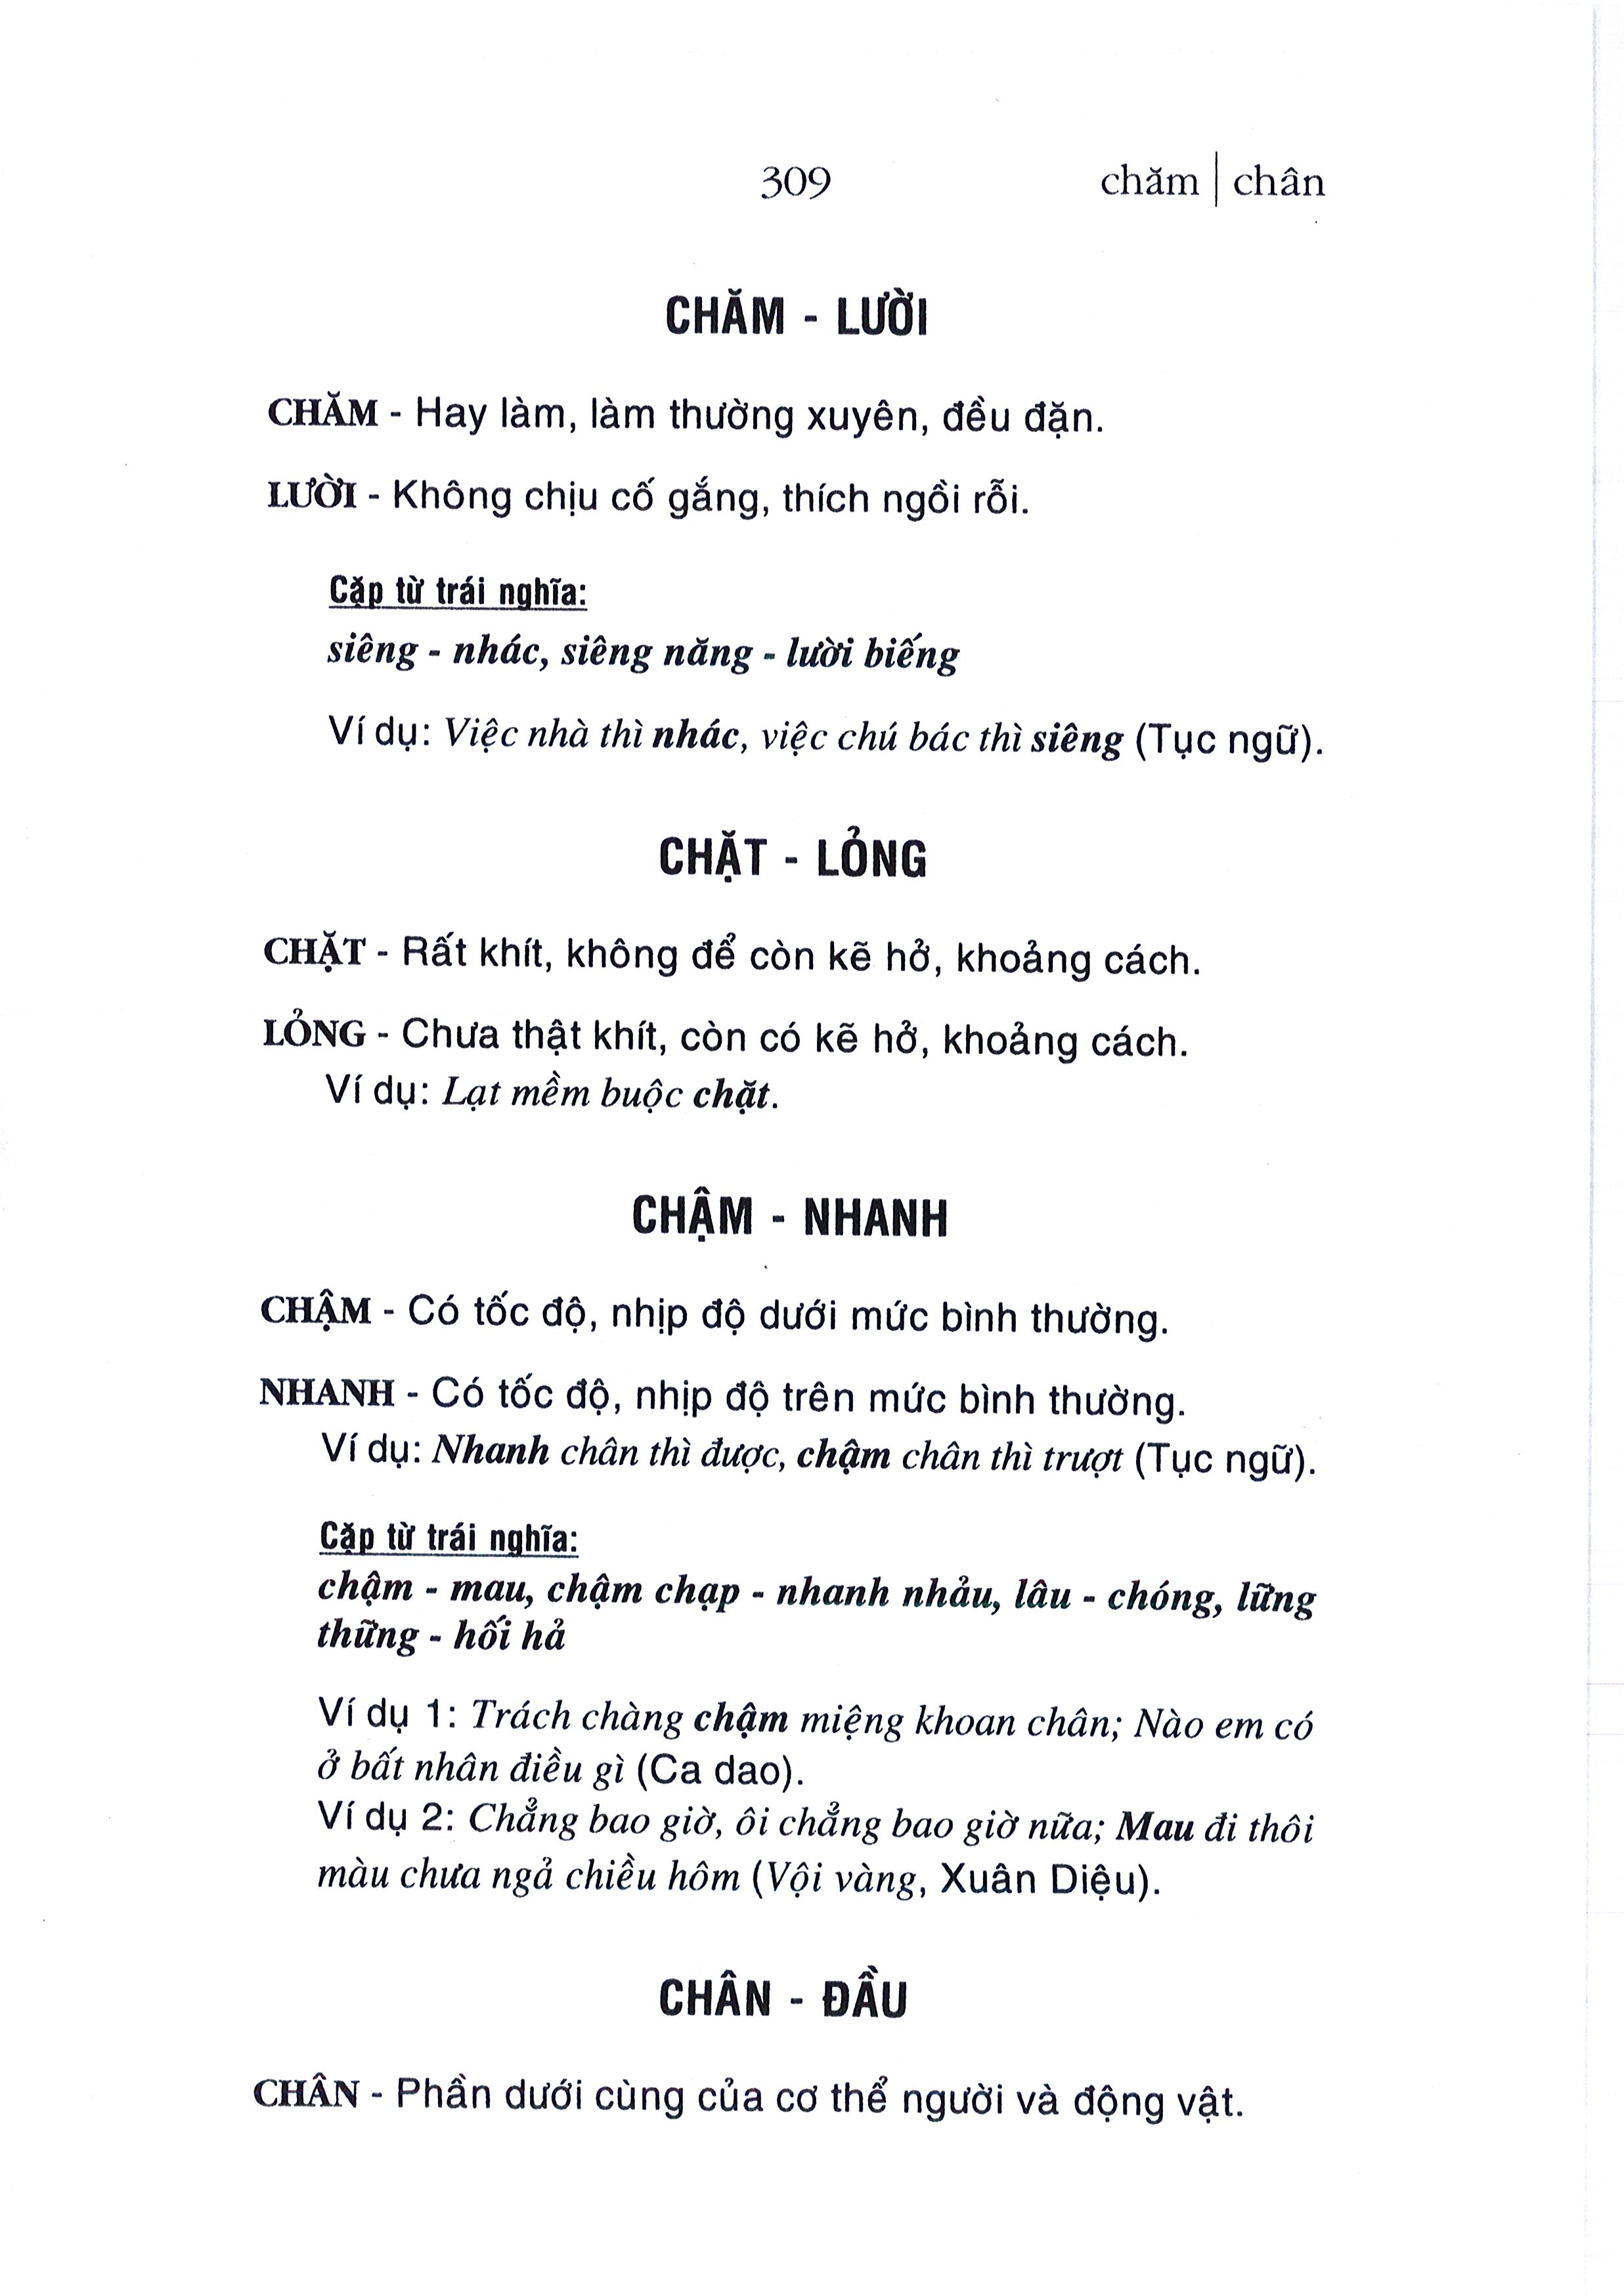 309
chăm | chân
CHĂM - LƯỜI
CHĂM - Hay làm, làm thường xuyên, đều đặn.
LƯỜI - Không chịu cố gắng, thích ngồi rỗi.
Cặp từ trái nghĩa:
siêng - nhác, siêng năng - lười biếng
Ví dụ: Việc nhà thì nhác, việc chú bác thì siêng (Tục ngữ).
CHẶT - LỎNG
CHẶT - Rất khít, không để còn kẽ hở, khoảng cách.
LỎNG - Chưa thật khít, còn có kẽ hở, khoảng cách.
Ví dụ: Lạt mềm buộc chặt.
CHẬM - NHANH
CHẬM - Có tốc độ, nhịp độ dưới mức bình thường.
NHANH - Có tốc độ, nhịp độ trên mức bình thường.
Ví dụ: Nhanh chân thì được, chậm chân thì trượt (Tục ngữ).
Cặp từ trái nghĩa:
chậm - mau, chậm chạp - nhanh nhảu, lâu - chóng, lững
thững - hối hả
Ví dụ 1: Trách chàng chậm miệng khoan chân; Nào em có
ở bất nhân điều gì (Ca dao).
Ví dụ 2: Chẳng bao giờ, ôi chẳng bao giờ nữa; Mau đi thôi
màu chưa ngả chiều hôm (Vội vàng, Xuân Diệu).
CHÂN - ĐẦU
CHÂN - Phần dưới cùng của cơ thể người và động vật.